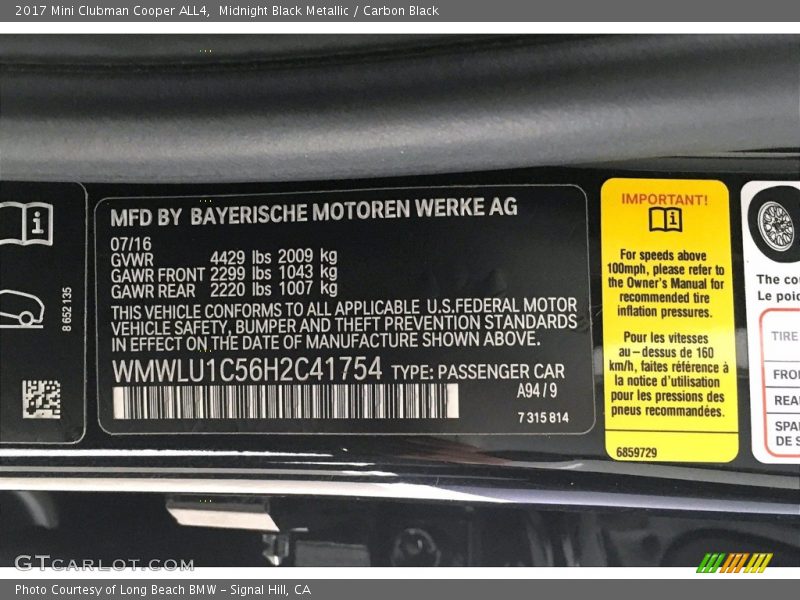 2017 Mini Clubman Cooper ALL4, Midnight Black Metallic / Carbon Black
i
8 652 135
MFD BY BAYERISCHE MOTOREN WERKE AG
07/16
GVWR 4429 lbs 2009 kg
GAWR FRONT 2299 lbs 1043 kg
GAWR REAR 2220 lbs 1007 kg
THIS VEHICLE CONFORMS TO ALL APPLICABLE U.S.FEDERAL MOTOR
VEHICLE SAFETY, BUMPER AND THEFT PREVENTION STANDARDS
IN EFFECT ON THE DATE OF MANUFACTURE SHOWN ABOVE.
WMWLU1C56H2C41754 TYPE: PASSENGER CAR
A94 / 9
7 315 814
IMPORTANT!
i
For speeds above
100mph, please refer to
the Owner's Manual for
recommended tire
inflation pressures.
Pour les vitesses
au-dessus de 160
km/h, faites référence à
la notice d'utilisation
pour les pressions des
pneus recommandées.
6859729
The
Le
TIRE
DE
GTCARLOT.COM
Photo Courtesy of Long Beach BMW - Signal Hill, CA